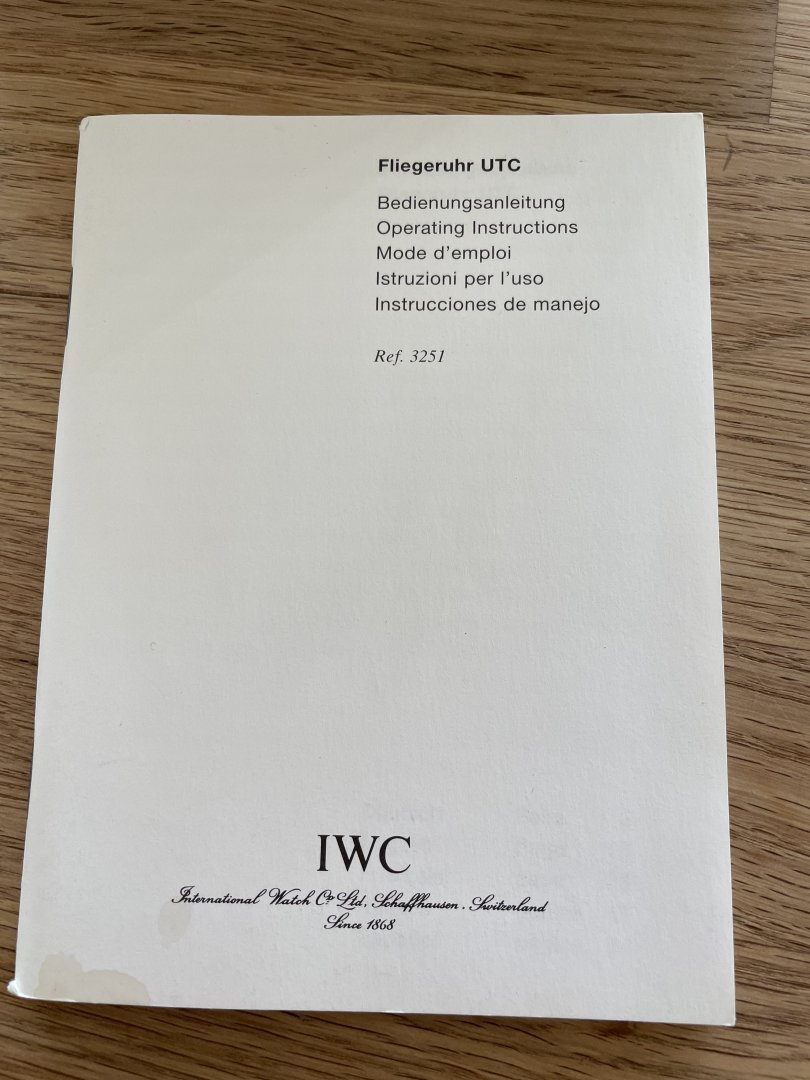 Fliegeruhr UTC
Bedienungsanleitung
Operating Instructions
Mode d'emploi
Istruzioni per l'uso
Instrucciones de manejo
Ref. 3251
IWC
International Watch Co Ltd, Schaffhausen . Switzerland
Since 1868